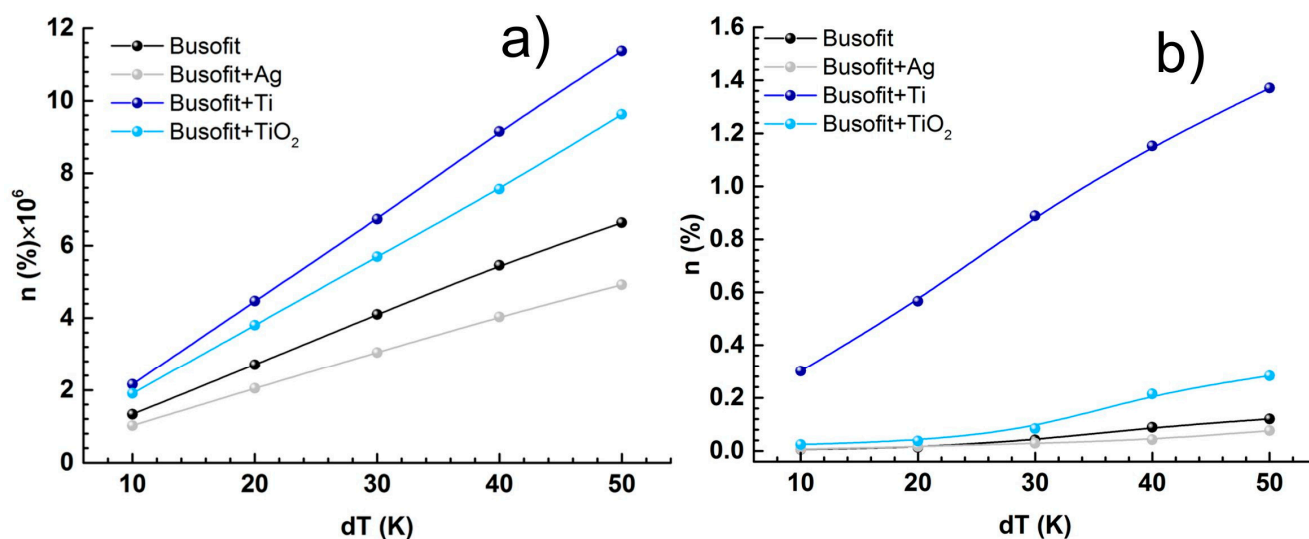 a)
Busofit
Busofit+Ag
Busofit+Ti
Busofit+TiO₂
12
10
8
6
4
2
0
n (%)×10⁶
10 20 30 40 50
dT (K)
b)
Busofit
Busofit+Ag
Busofit+Ti
Busofit+TiO₂
1.6
1.4
1.2
1.0
0.8
0.6
0.4
0.2
0.0
n (%)
10 20 30 40 50
dT (K)